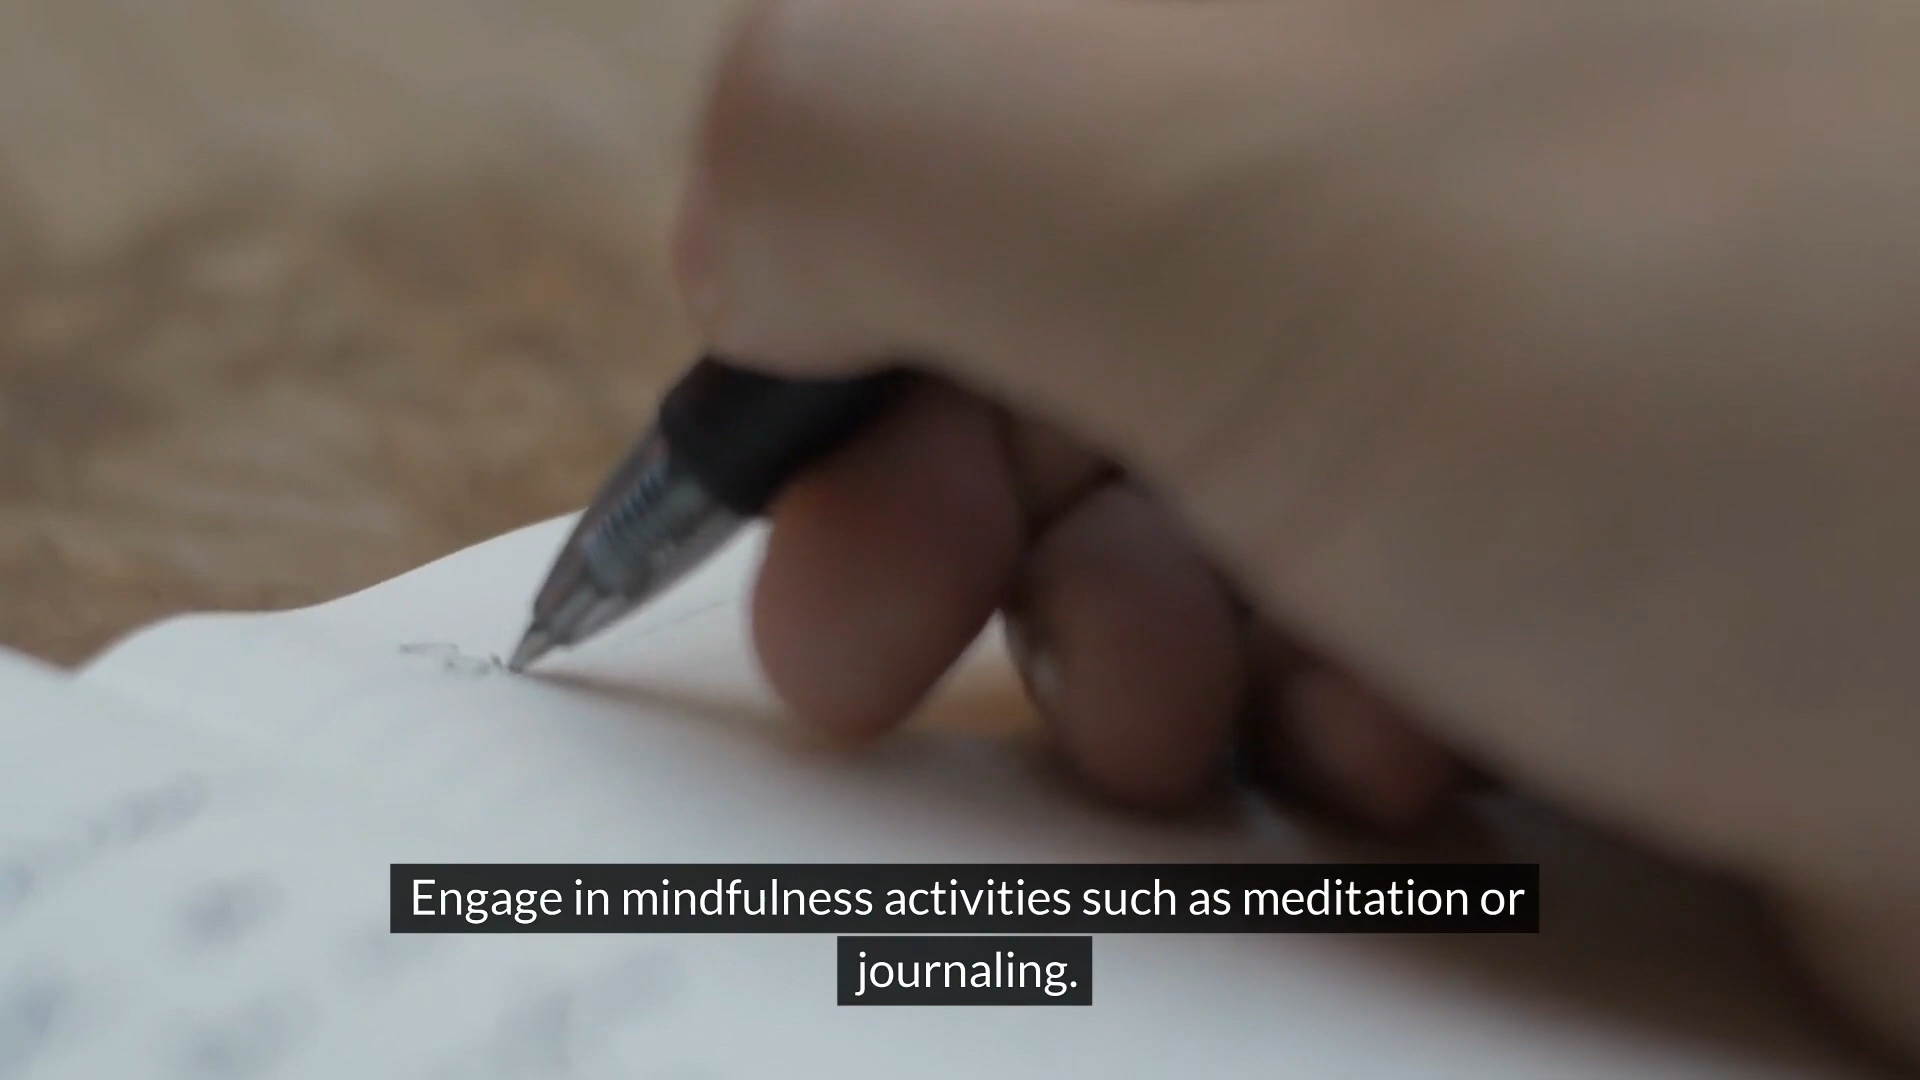 Engage in mindfulness activities such as meditation or
journaling.